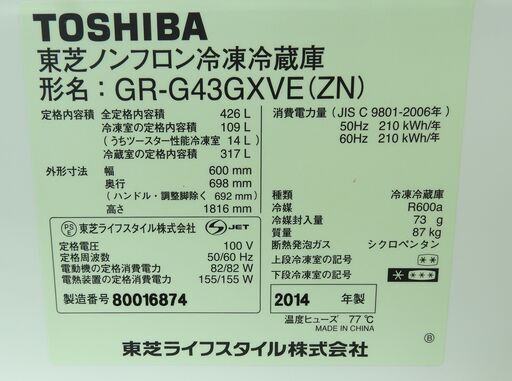 TOSHIBA
東芝ノンフロン冷凍冷蔵庫
形名：GR-G43GXVE(ZN)
定格内容積 全定格内容積 426 L
冷凍室の定格内容積 109 L
(うちツースター性能冷凍室 14 L)
冷蔵室の定格内容積 317 L
外形寸法 幅 600 mm
奥行 698 mm
(ハンドル・調整脚除く 692 mm)
高さ 1816 mm
PS E 東芝ライフスタイル株式会社 S JET
定格電圧 100 V
定格周波数 50/60 Hz
電動機の定格消費電力 82/82 W
電熱装置の定格消費電力 155/155 W
製造番号 80016874
消費電力量 (JIS C 9801-2006年)
50Hz 210 kWh/年
60Hz 210 kWh/年
種類 冷凍冷蔵庫
冷媒 R600a
冷媒封入量 73 g
質量 87 kg
断熱発泡ガス シクロペンタン
上段冷凍室の記号 **
下段冷凍室の記号 * ***
2014 年製
温度ヒューズ 77℃
MADE IN CHINA
Ⓑ
東芝ライフスタイル株式会社